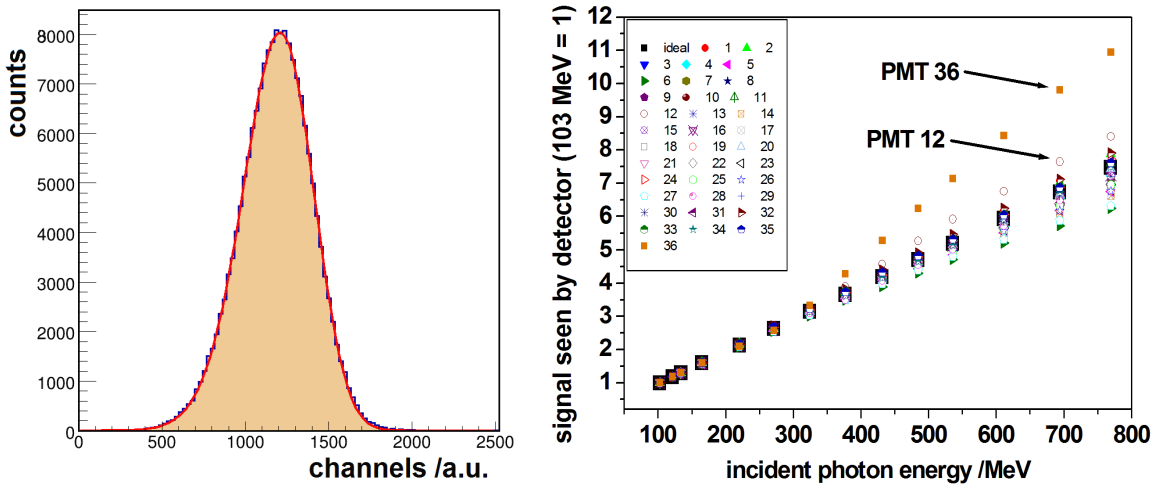 counts
8000
7000
6000
5000
4000
3000
2000
1000
0
0 500 1000 1500 2000 2500
channels /a.u.
signal seen by detector (103 MeV = 1)
12
11
10
9
8
7
6
5
4
3
2
1
ideal 1 2
3 4 5
6 7 8
9 10 11
12 13 14
15 16 17
18 19 20
21 22 23
24 25 26
27 28 29
30 31 32
33 34 35
36
PMT 36
PMT 12
100 200 300 400 500 600 700 800
incident photon energy /MeV